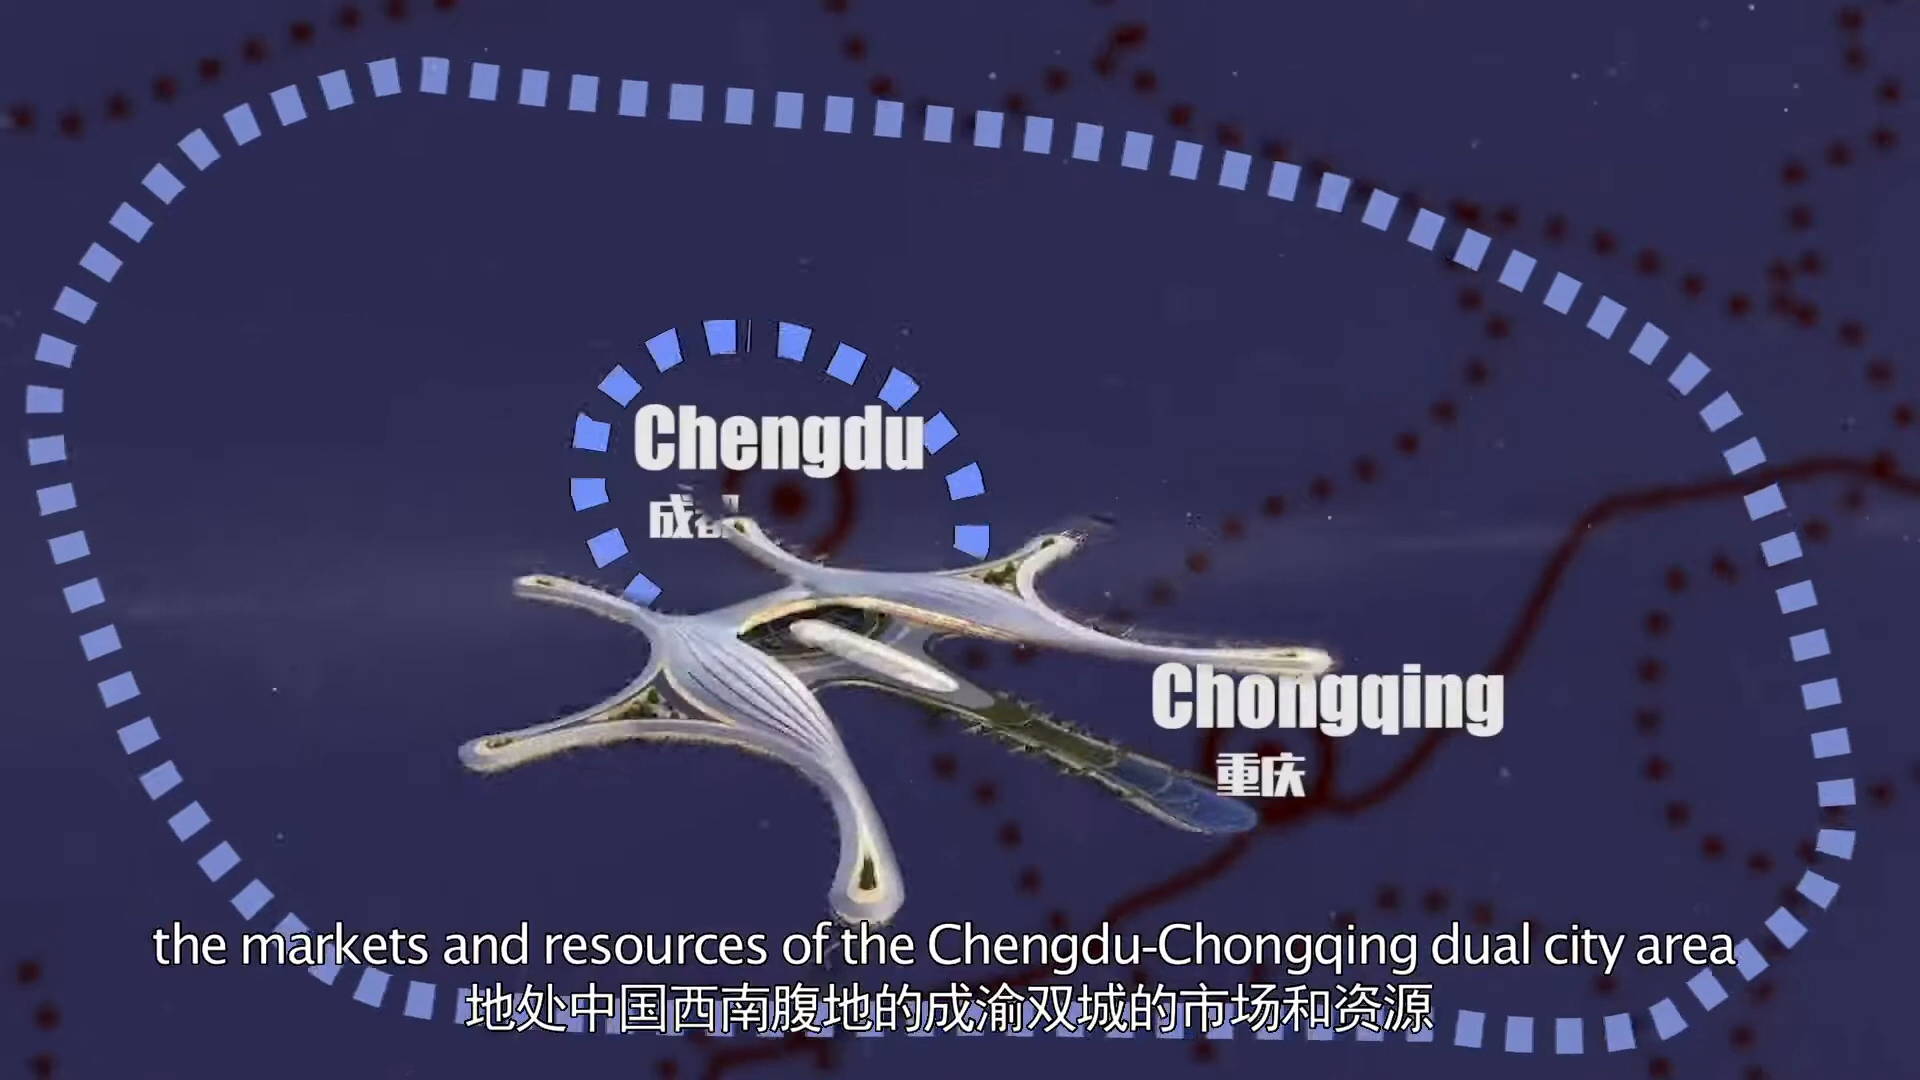 Chengdu
成都
Chongqing
重庆
the markets and resources of the Chengdu-Chongqing dual city area
地处中国西南腹地的成渝双城的市场和资源